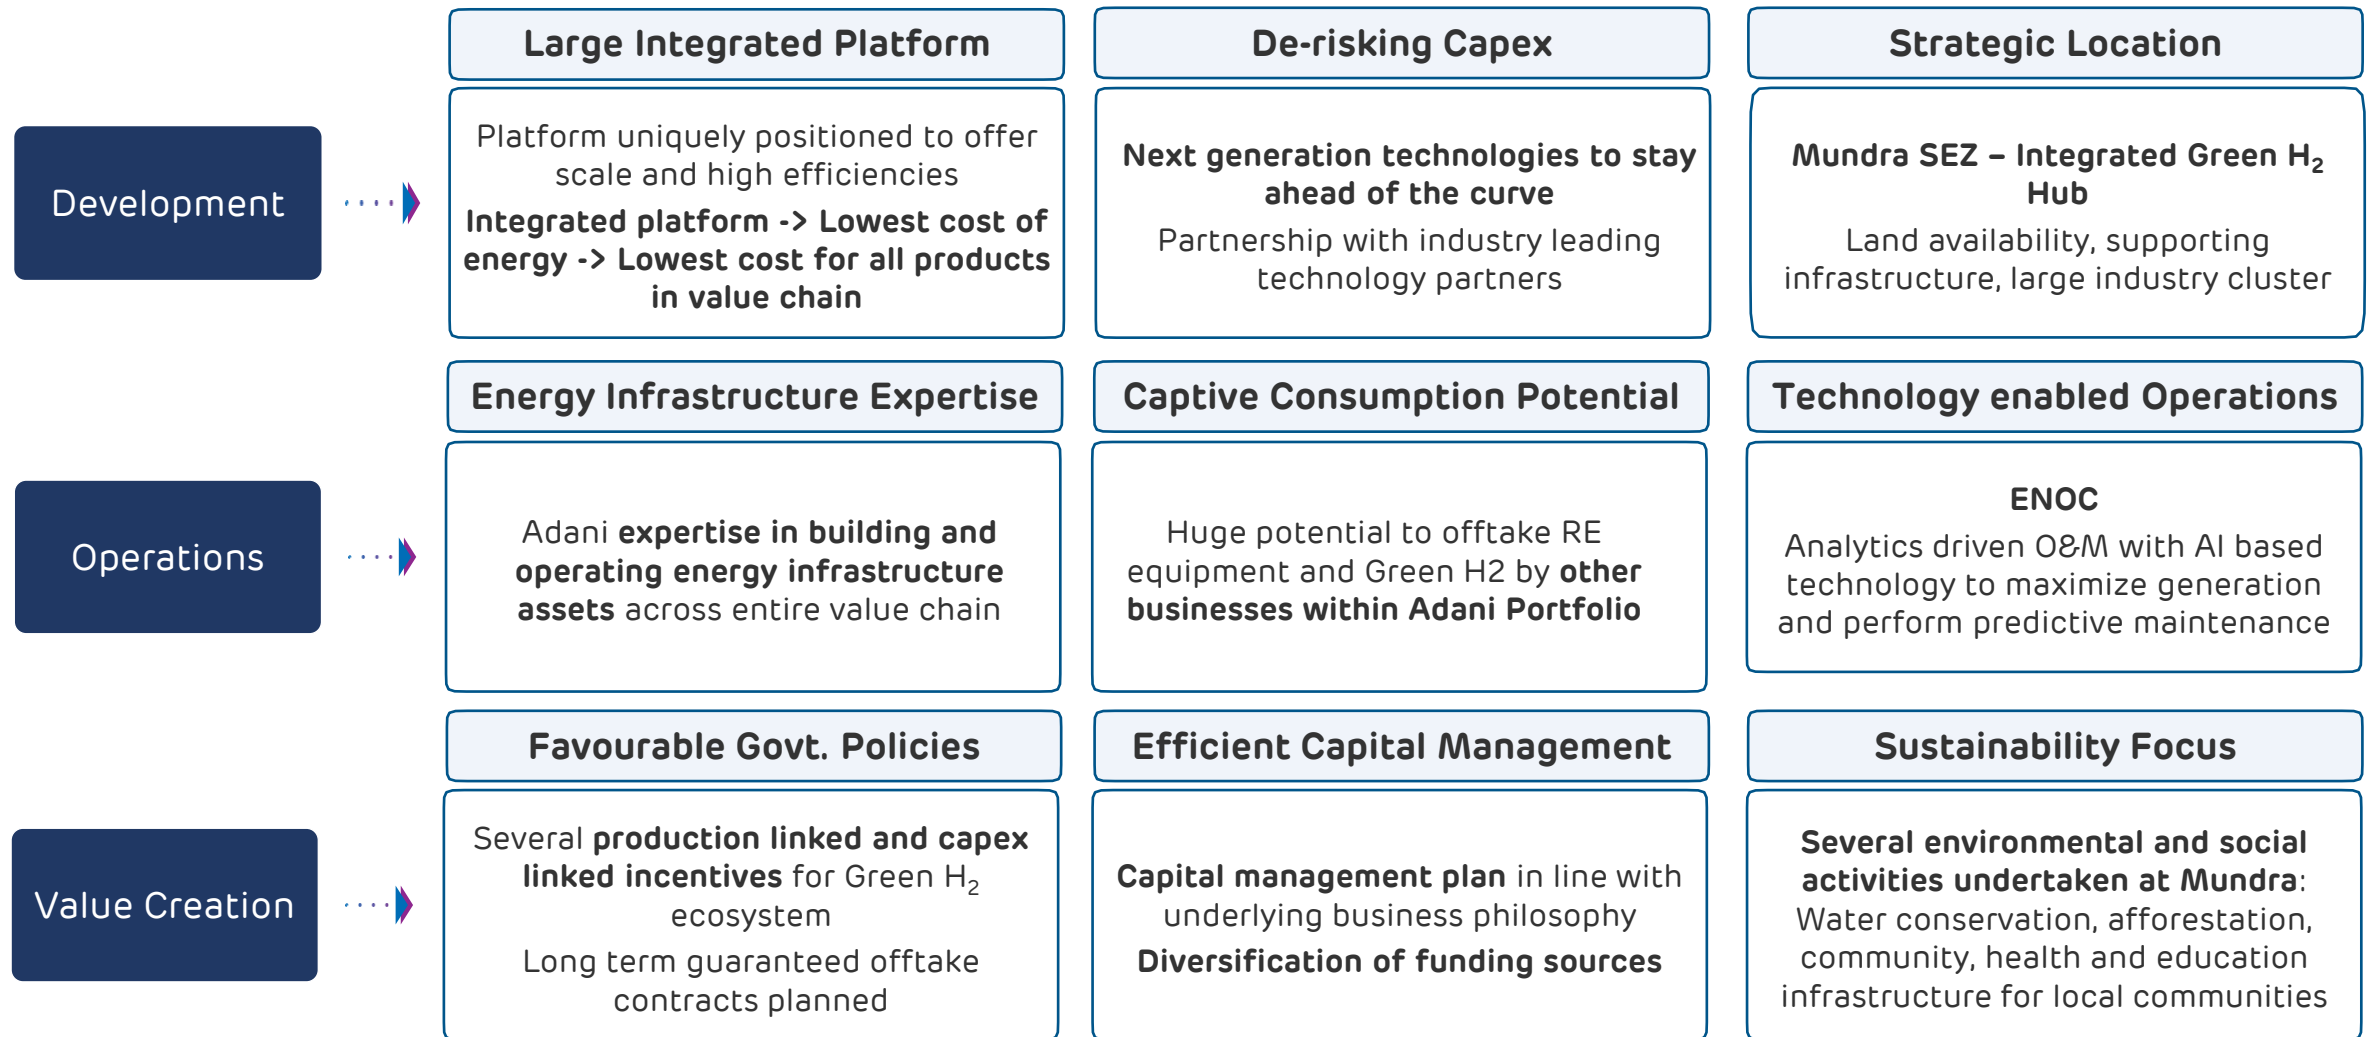 Large Integrated Platform
De-risking Capex
Strategic Location
Development
Platform uniquely positioned to offer
scale and high efficiencies
Integrated platform -> Lowest cost of
energy -> Lowest cost for all products
in value chain
Next generation technologies to stay
ahead of the curve
Partnership with industry leading
technology partners
Mundra SEZ – Integrated Green H₂
Hub
Land availability, supporting
infrastructure, large industry cluster
Energy Infrastructure Expertise
Captive Consumption Potential
Technology enabled Operations
Operations
Adani expertise in building and
operating energy infrastructure
assets across entire value chain
Huge potential to offtake RE
equipment and Green H2 by other
businesses within Adani Portfolio
ENOC
Analytics driven O&M with AI based
technology to maximize generation
and perform predictive maintenance
Favourable Govt. Policies
Efficient Capital Management
Sustainability Focus
Value Creation
Several production linked and capex
linked incentives for Green H₂
ecosystem
Long term guaranteed offtake
contracts planned
Capital management plan in line with
underlying business philosophy
Diversification of funding sources
Several environmental and social
activities undertaken at Mundra:
Water conservation, afforestation,
community, health and education
infrastructure for local communities